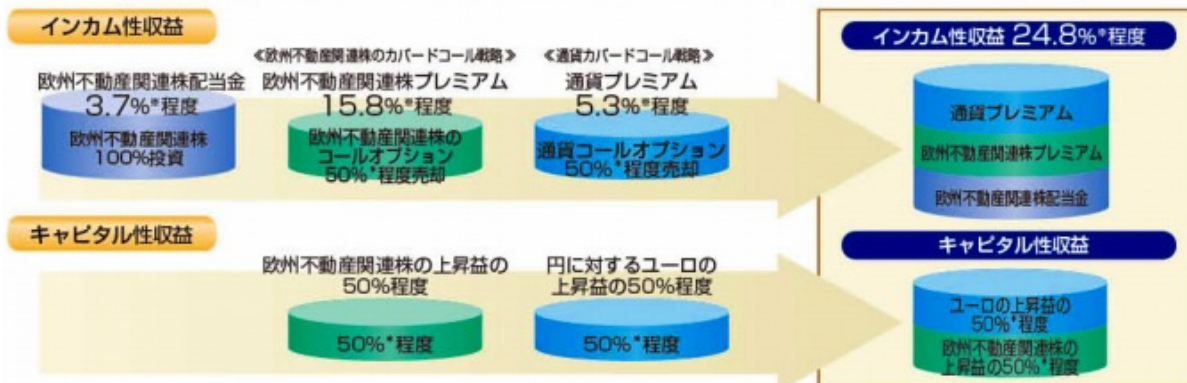 インカム性収益
欧州不動産関連株配当金
3.7%*程度
欧州不動産関連株
100%投資
≪欧州不動産関連株のカバードコール戦略≫
欧州不動産関連株プレミアム
15.8%*程度
欧州不動産関連株の
コールオプション
50%*程度売却
≪通貨カバードコール戦略≫
通貨プレミアム
5.3%*程度
通貨コールオプション
50%*程度売却
インカム性収益 24.8%*程度
通貨プレミアム
欧州不動産関連株プレミアム
欧州不動産関連株配当金
キャピタル性収益
欧州不動産関連株の上昇益の
50%程度
50%*程度
円に対するユーロの
上昇益の50%程度
50%*程度
キャピタル性収益
ユーロの上昇益の
50%*程度
欧州不動産関連株の
上昇益の50%*程度